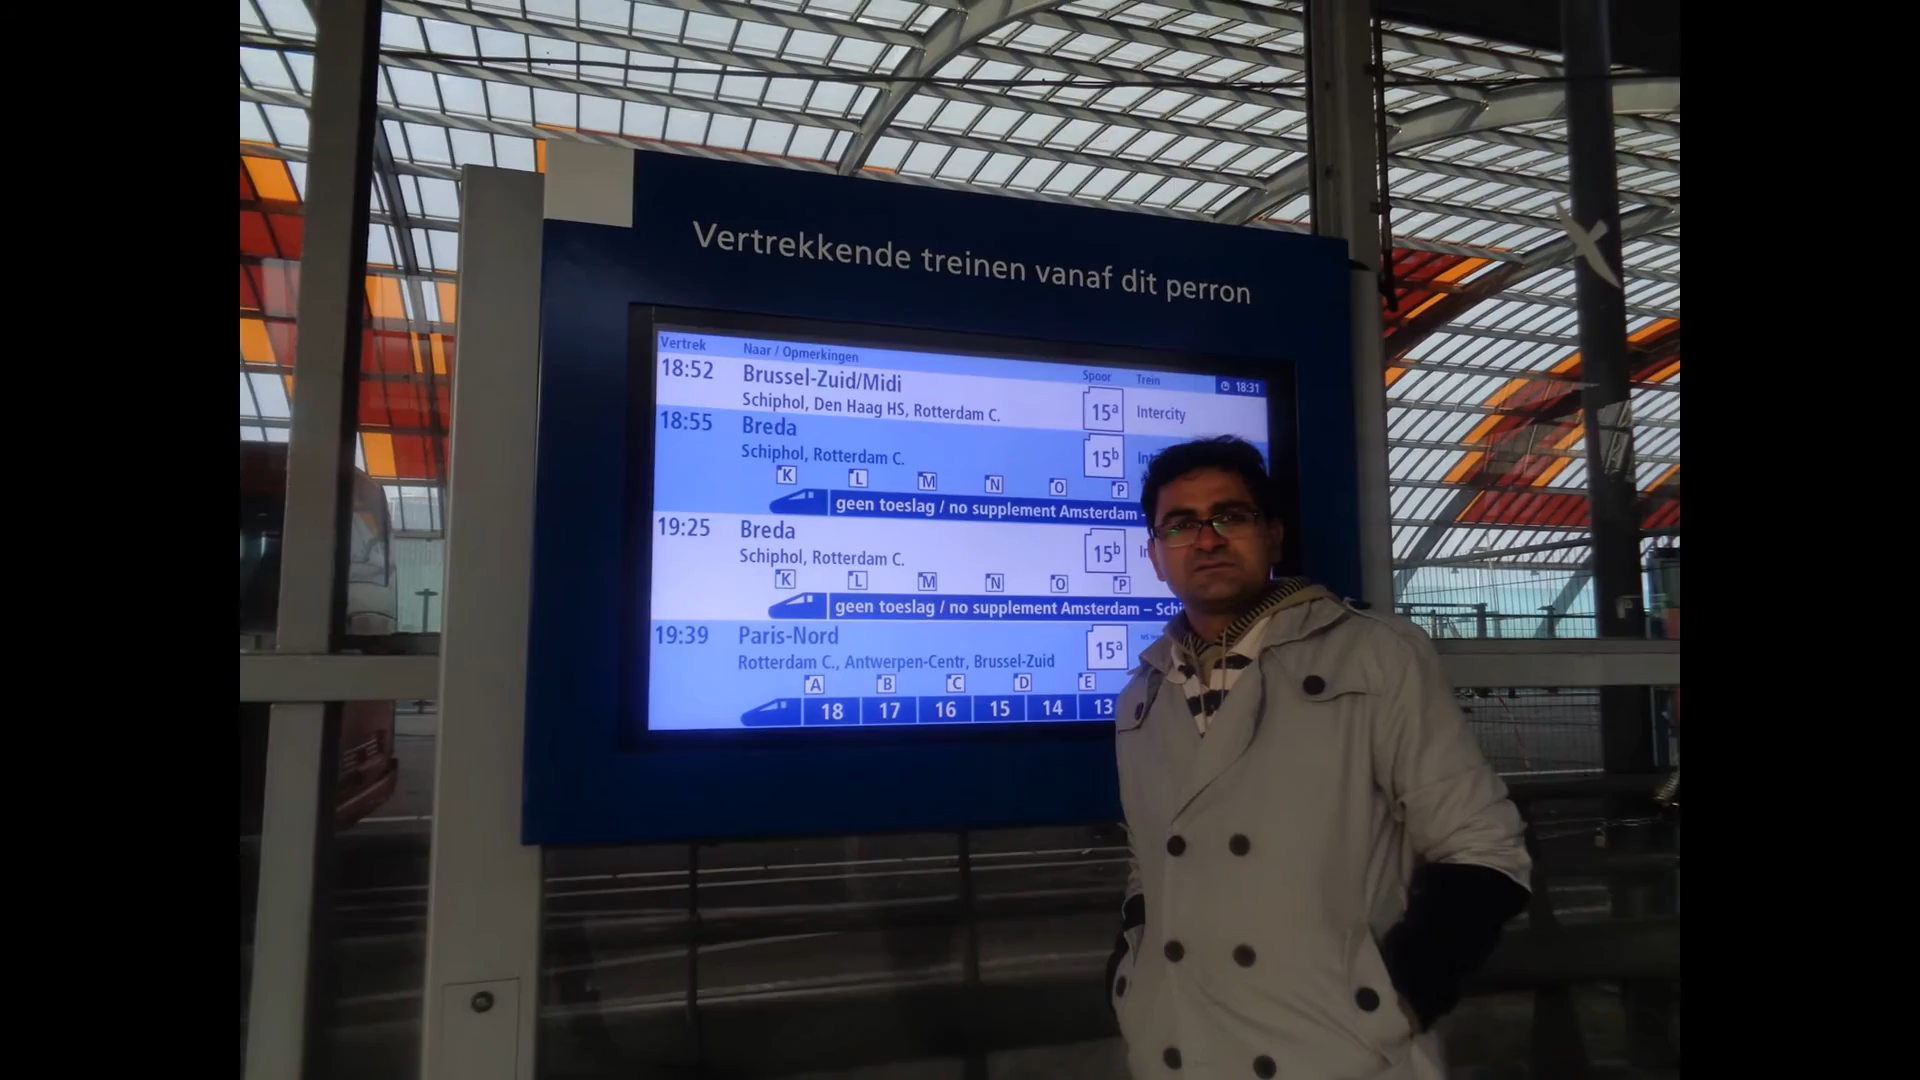 Vertrekkende treinen vanaf dit perron
Vertrek Naar / Opmerkingen Spoor Trein 18:31
18:52 Brussel-Zuid/Midi 15a Intercity
Schiphol, Den Haag HS, Rotterdam C.
18:55 Breda 15b
Schiphol, Rotterdam C.
K L M N O P
geen toeslag / no supplement Amsterdam -
19:25 Breda 15b
Schiphol, Rotterdam C.
K L M N O P
geen toeslag / no supplement Amsterdam – Schi
19:39 Paris-Nord 15a
Rotterdam C., Antwerpen-Centr, Brussel-Zuid
A B C D E
18 17 16 15 14 13